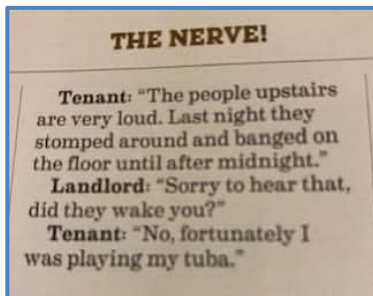 THE NERVE!
Tenant: "The people upstairs
are very loud. Last night they
stomped around and banged on
the floor until after midnight."
Landlord: "Sorry to hear that,
did they wake you?"
Tenant: "No, fortunately I
was playing my tuba."